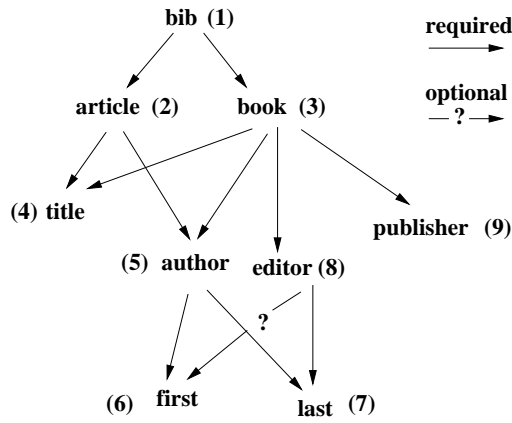 bib (1)
required
article (2)
book (3)
optional
?
(4) title
publisher (9)
(5) author
editor (8)
?
(6) first
last (7)